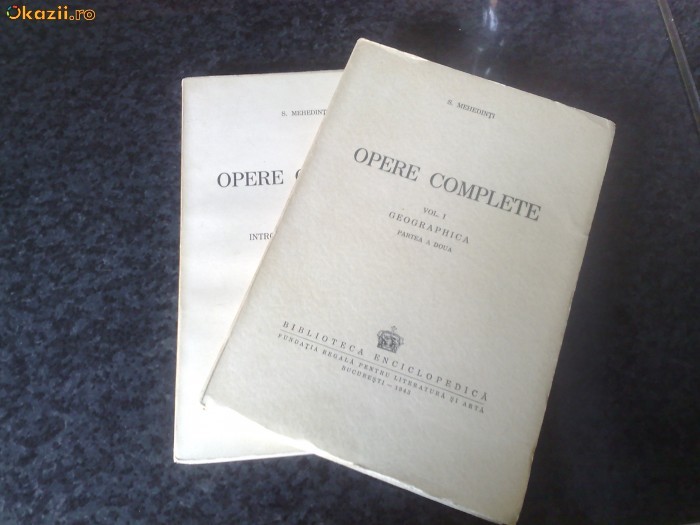 Okazii.ro
S. MEHEDINȚI
OPERE
INTRO
S. MEHEDINȚI
OPERE COMPLETE
VOL. I
GEOGRAPHICA
PARTEA A DOUA
BIBLIOTECA ENCICLOPEDICĂ
FUNDAȚIA REGALĂ PENTRU LITERATURĂ ȘI ARTĂ
BUCUREȘTI — 1943